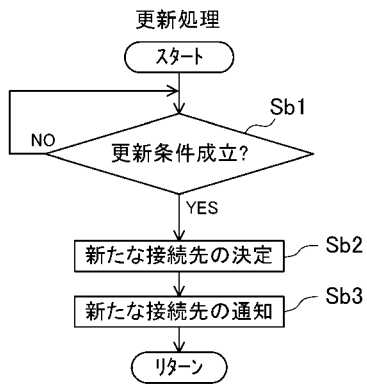 更新処理
スタート
Sb1
NO
更新条件成立?
YES
新たな接続先の決定
Sb2
新たな接続先の通知
Sb3
リターン